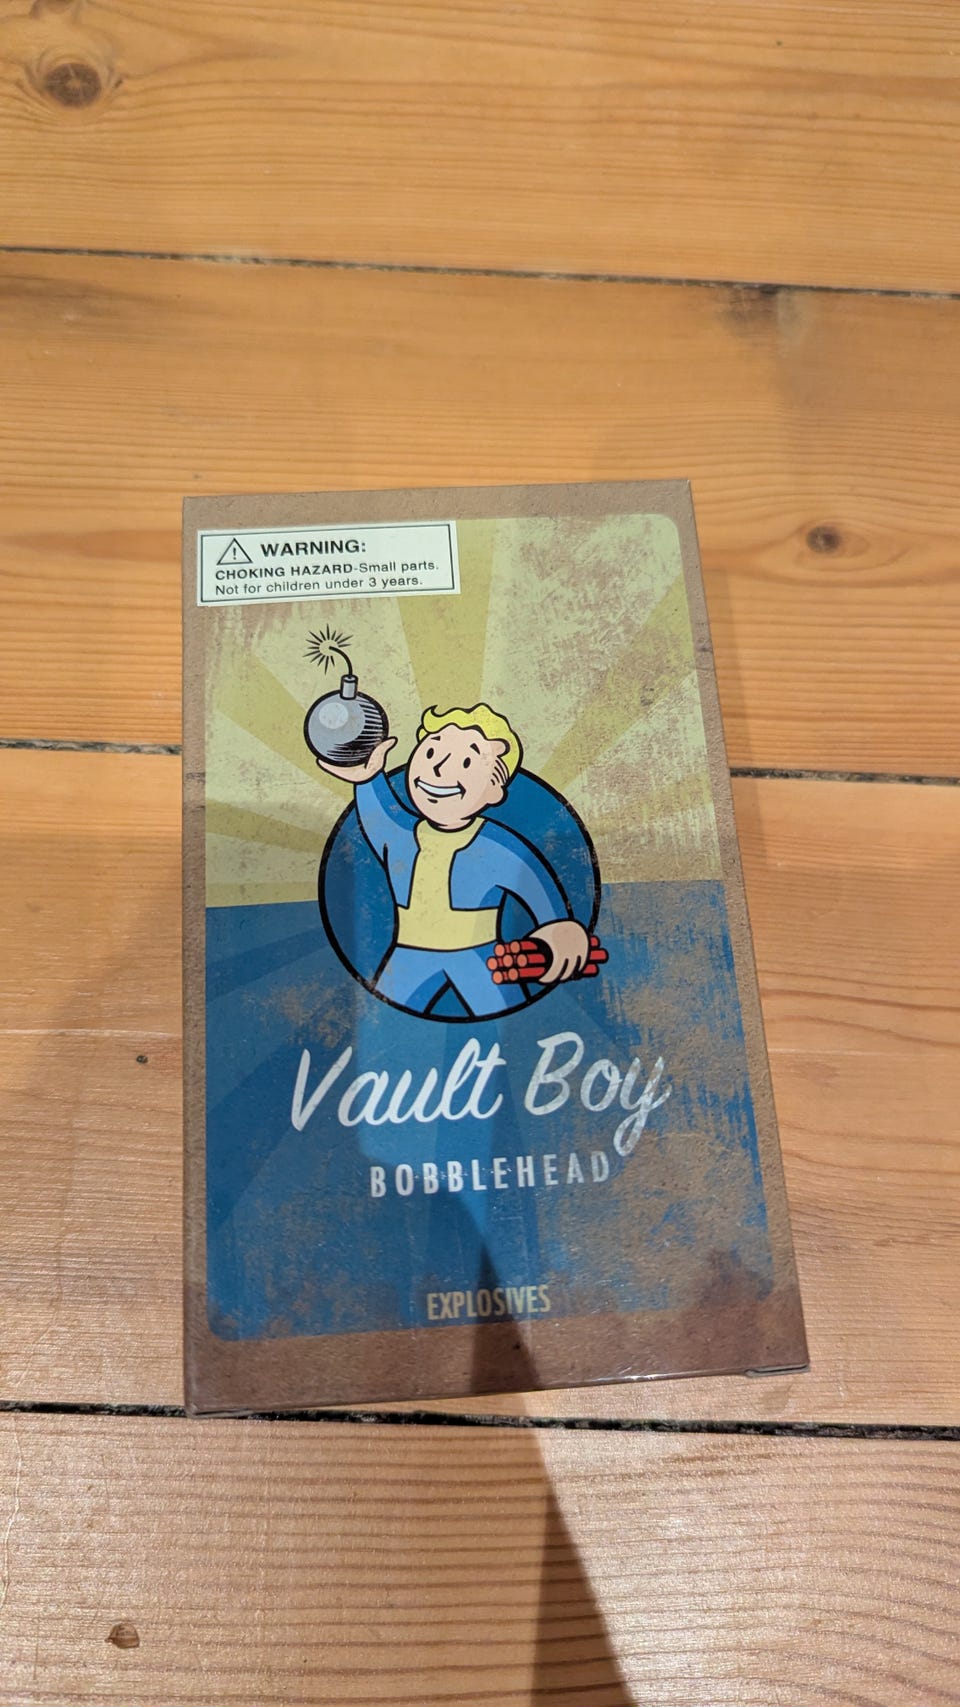 WARNING:
CHOKING HAZARD-Small parts.
Not for children under 3 years.
Vault Boy
BOBBLEHEAD
EXPLOSIVES